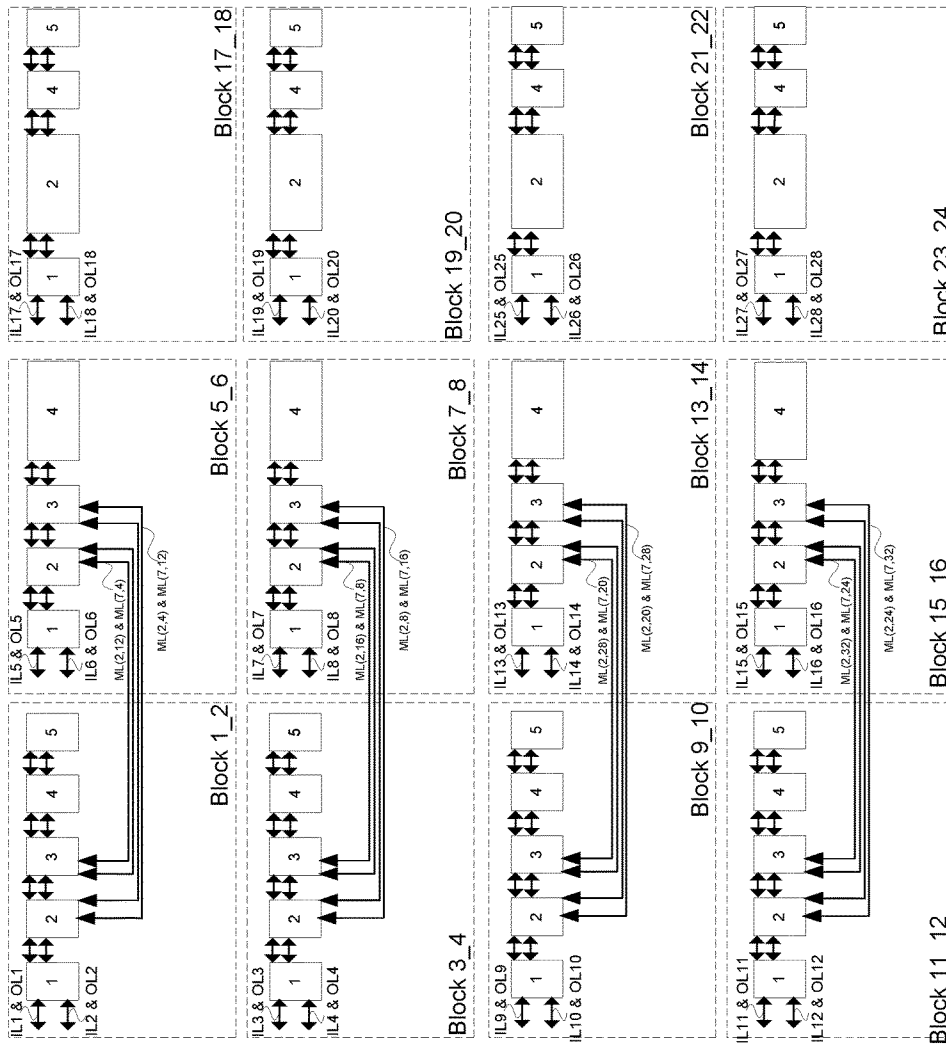 IL1 & OL1
1 2 3 4 5
IL2 & OL2
Block 1_2
IL5 & OL5
1 2 3 4
IL6 & OL6
ML(2,12) & ML(7,4)
ML(2,4) & ML(7,12)
Block 5_6
IL17 & OL17
1 2 4 5
IL18 & OL18
Block 17_18
IL3 & OL3
1 2 3 4 5
IL4 & OL4
Block 3_4
IL7 & OL7
1 2 3 4
IL8 & OL8
ML(2,16) & ML(7,8)
ML(2,8) & ML(7,16)
Block 7_8
IL19 & OL19
1 2 4 5
IL20 & OL20
Block 19_20
IL9 & OL9
1 2 3 4 5
IL10 & OL10
Block 9_10
IL13 & OL13
1 2 3 4
IL14 & OL14
ML(2,28) & ML(7,20)
ML(2,20) & ML(7,28)
Block 13_14
IL25 & OL25
1 2 4 5
IL26 & OL26
Block 21_22
IL11 & OL11
1 2 3 4 5
IL12 & OL12
Block 11_12
IL15 & OL15
1 2 3 4
IL16 & OL16
ML(2,32) & ML(7,24)
ML(2,24) & ML(7,32)
Block 15_16
IL27 & OL27
1 2 4 5
IL28 & OL28
Block 23_24